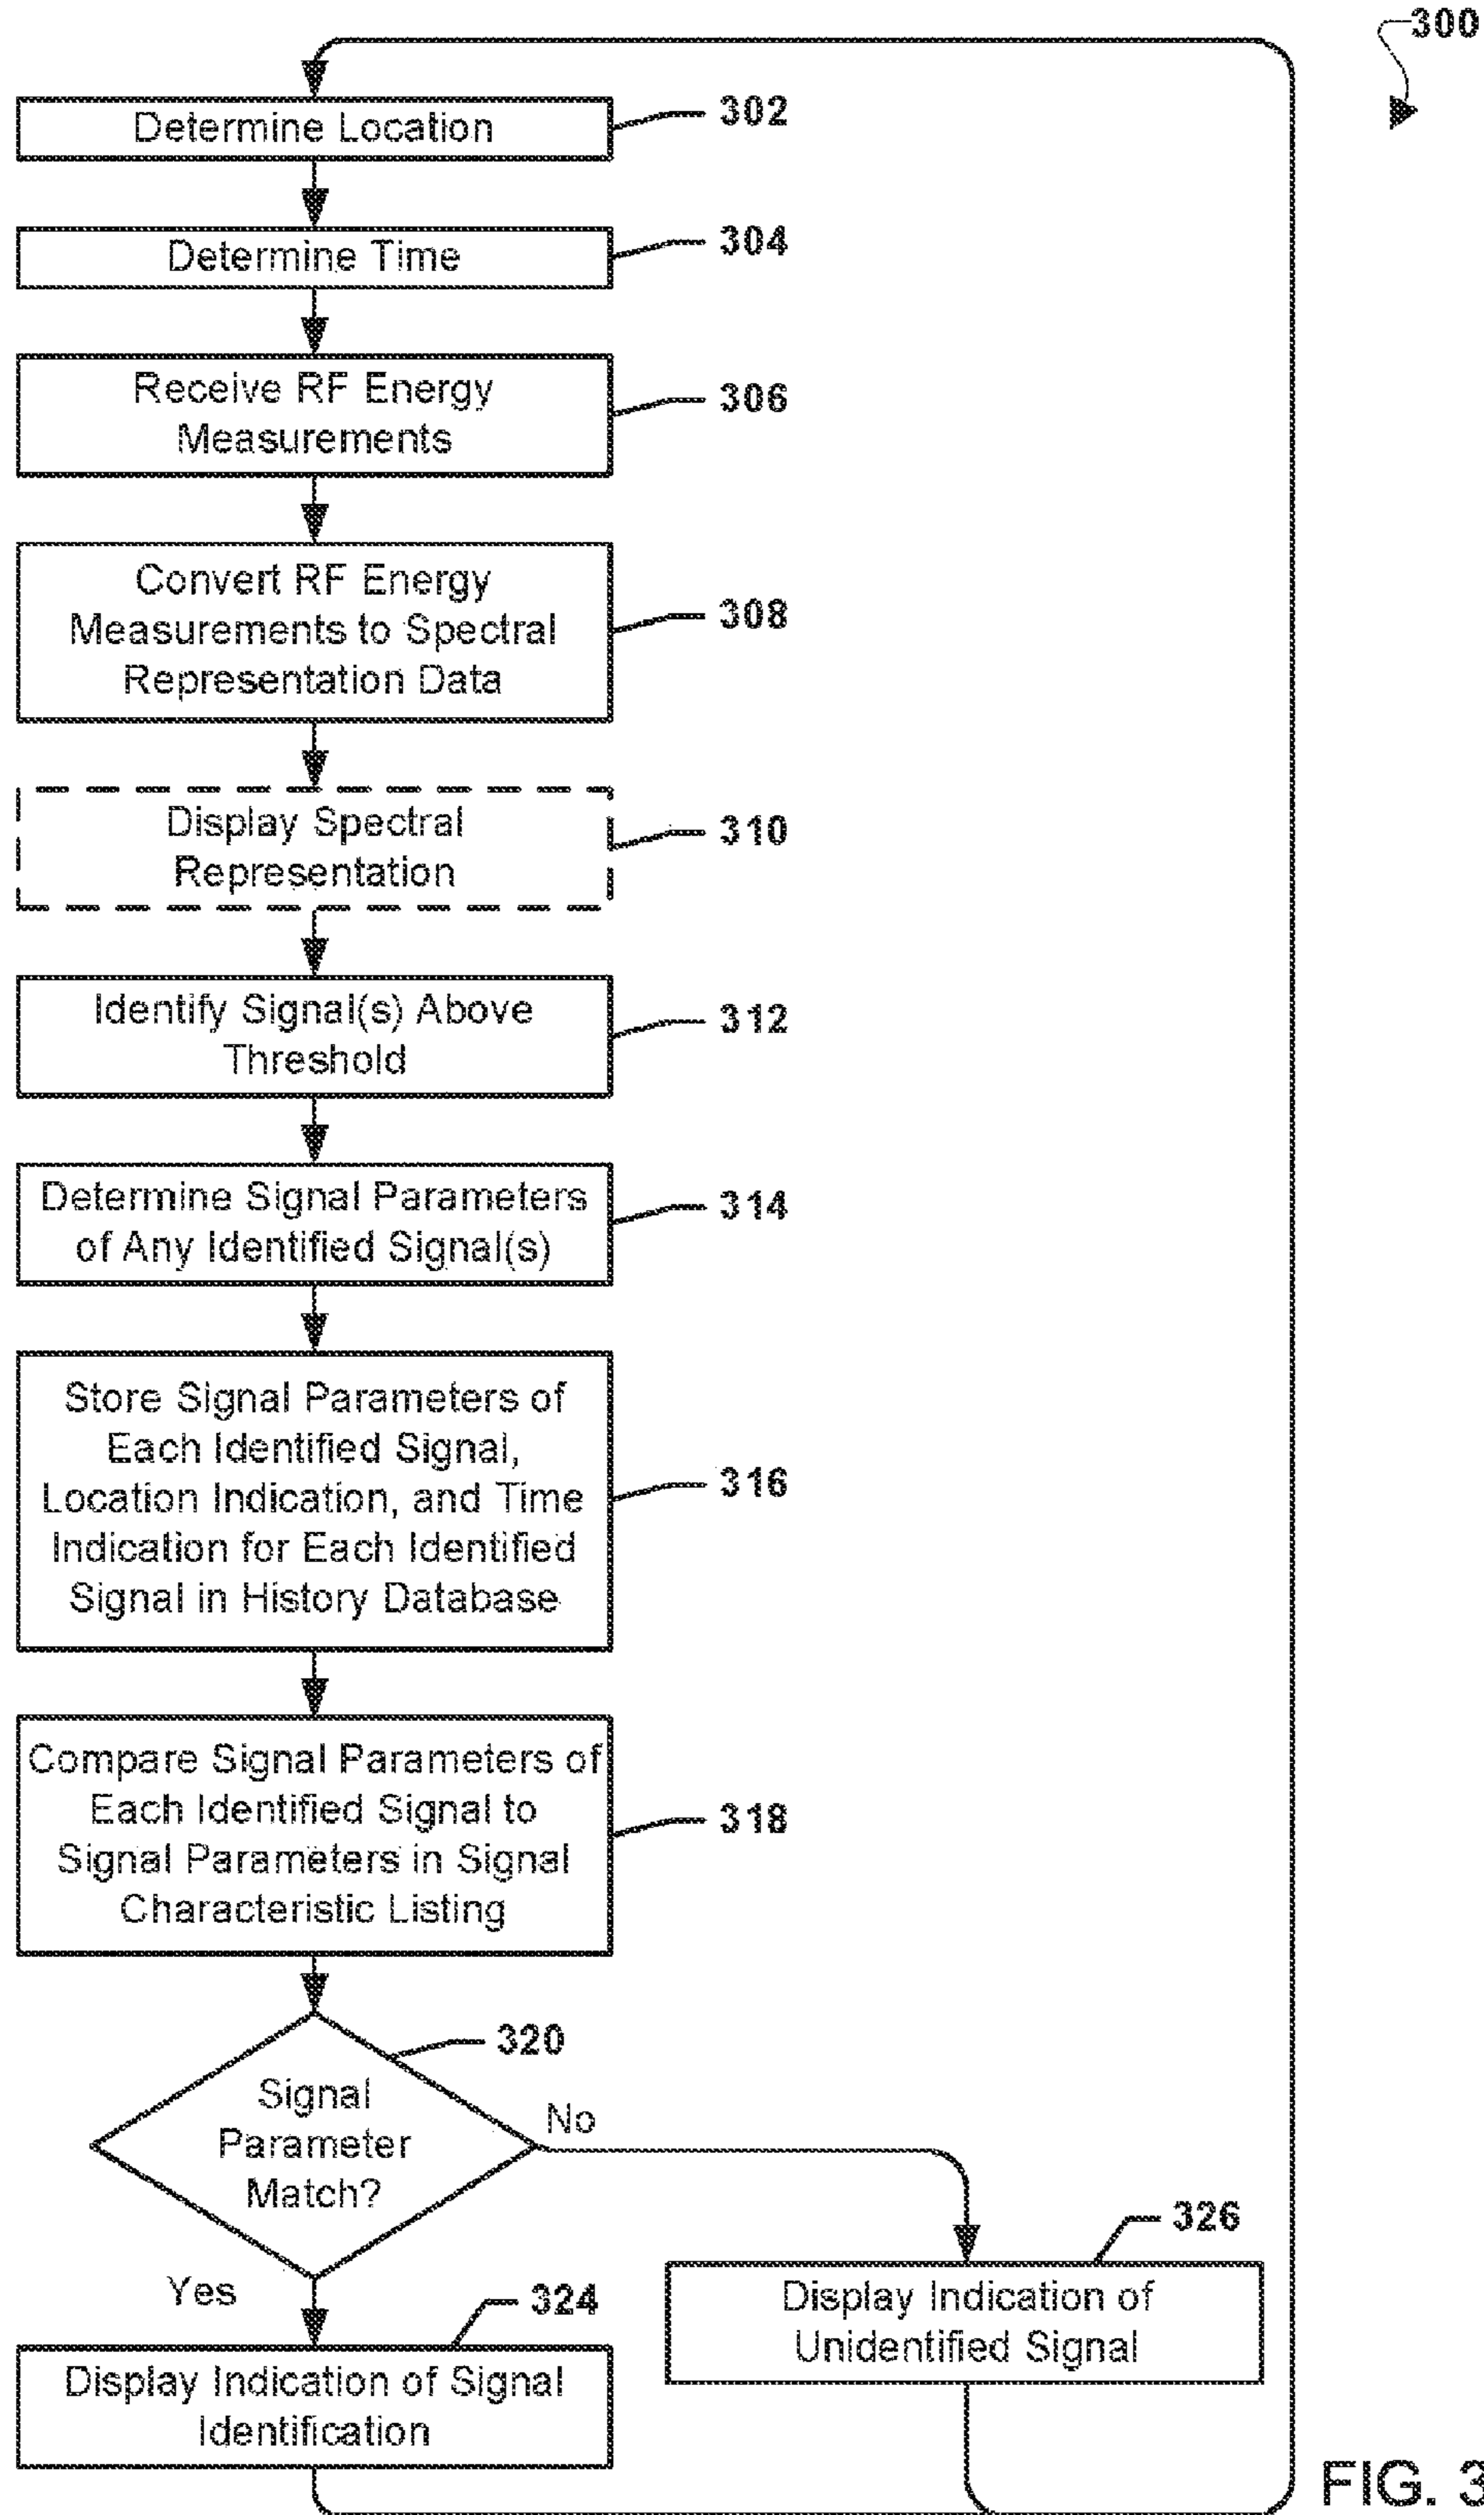 300
Determine Location
302
Determine Time
304
Receive RF Energy
Measurements
306
Convert RF Energy
Measurements to Spectral
Representation Data
308
Display Spectral
Representation
310
Identify Signal(s) Above
Threshold
312
Determine Signal Parameters
of Any Identified Signal(s)
314
Store Signal Parameters of
Each Identified Signal,
Location Indication, and Time
Indication for Each Identified
Signal in History Database
316
Compare Signal Parameters of
Each Identified Signal to
Signal Parameters in Signal
Characteristic Listing
318
320
Signal
Parameter
Match?
No
Yes
326
Display Indication of
Unidentified Signal
324
Display Indication of Signal
Identification
FIG. 3